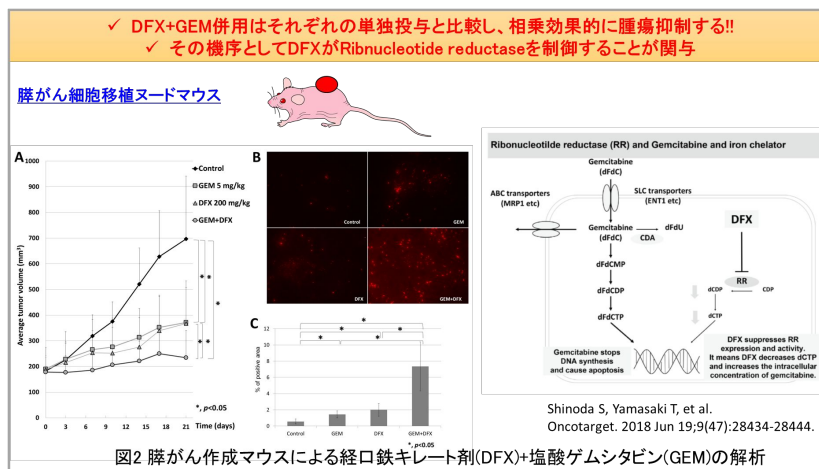 ✓ DFX+GEM併用はそれぞれの単独投与と比較し、相乗効果的に腫瘍抑制する!!
✓ その機序としてDFXがRibnucleotide reductaseを制御することが関与
膵がん細胞移植ヌードマウス
A
Average tumor volume (mm³)
1000
900
800
700
600
500
400
300
200
100
0
0 3 7 10 14 17 21
Time (days)
Control
GEM 5 mg/kg
DFX 200 mg/kg
GEM+DFX
* * *
* *
*, p<0.05
B
Control
GEM
DFX
GEM+DFX
C
% of positive area
12
10
8
6
4
2
0
* * * * * *
Control GEM DFX GEM+DFX
*, p<0.05
Ribonucleotilde reductase (RR) and Gemcitabine and iron chelator
Gemcitabine
(dFdC)
ABC transporters
(MRP1 etc)
SLC transporters
(ENT1 etc)
Gemcitabine
(dFdC)
dFdU
CDA
DFX
dFdCMP
RR
dCDP
CDP
dFdCDP
dCTP
dFdCTP
Gemcitabine stops
DNA synthesis
and cause apoptosis
DFX suppresses RR
expression and activity.
It means DFX decreases dCTP
and increases the intracellular
concentration of gemcitabine.
Shinoda S, Yamasaki T, et al.
Oncotarget. 2018 Jun 19;9(47):28434-28444.
図2 膵がん作成マウスによる経口鉄キレート剤(DFX)+塩酸ゲムシタビン(GEM)の解析